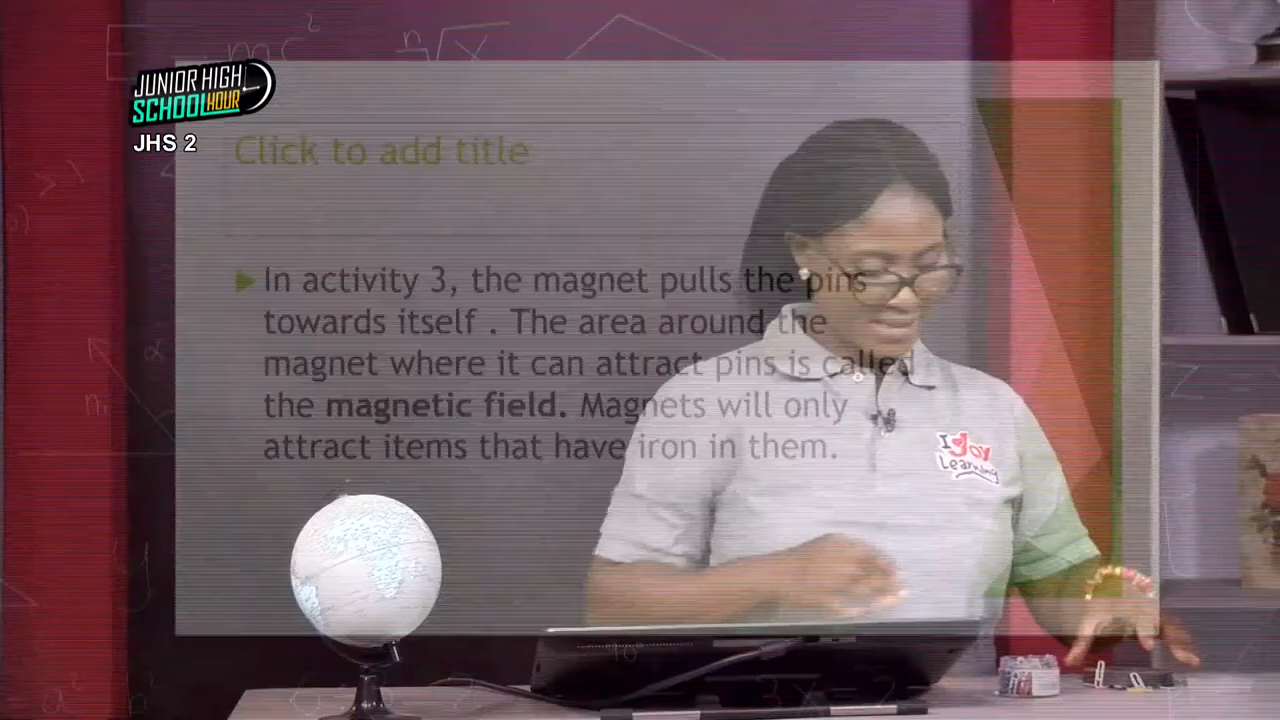 E = mc²
n√x
JUNIOR HIGH
SCHOOL HOUR
JHS 2
Click to add title
In activity 3, the magnet pulls the pins
towards itself . The area around the
magnet where it can attract pins is called
the magnetic field. Magnets will only
attract items that have iron in them.
I Joy
Learning